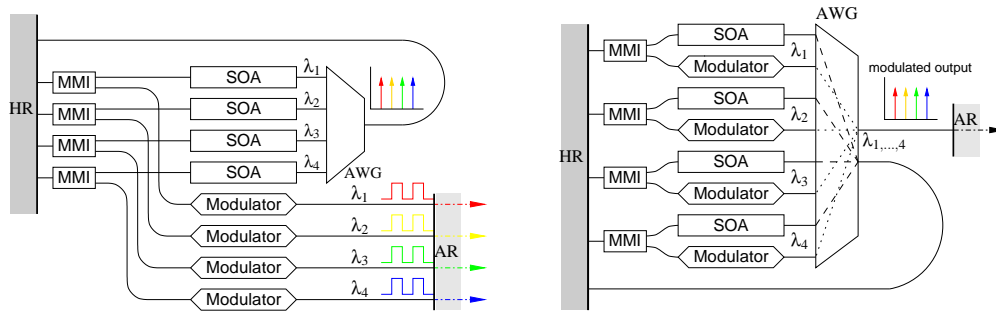 HR
MMI
MMI
MMI
MMI
SOA
SOA
SOA
SOA
λ1
λ2
λ3
λ4
AWG
Modulator
Modulator
Modulator
Modulator
λ1
λ2
λ3
λ4
AR
HR
MMI
MMI
MMI
MMI
SOA
Modulator
SOA
Modulator
SOA
Modulator
SOA
Modulator
AWG
λ1
λ2
λ3
λ4
modulated output
λ1,...,4
AR